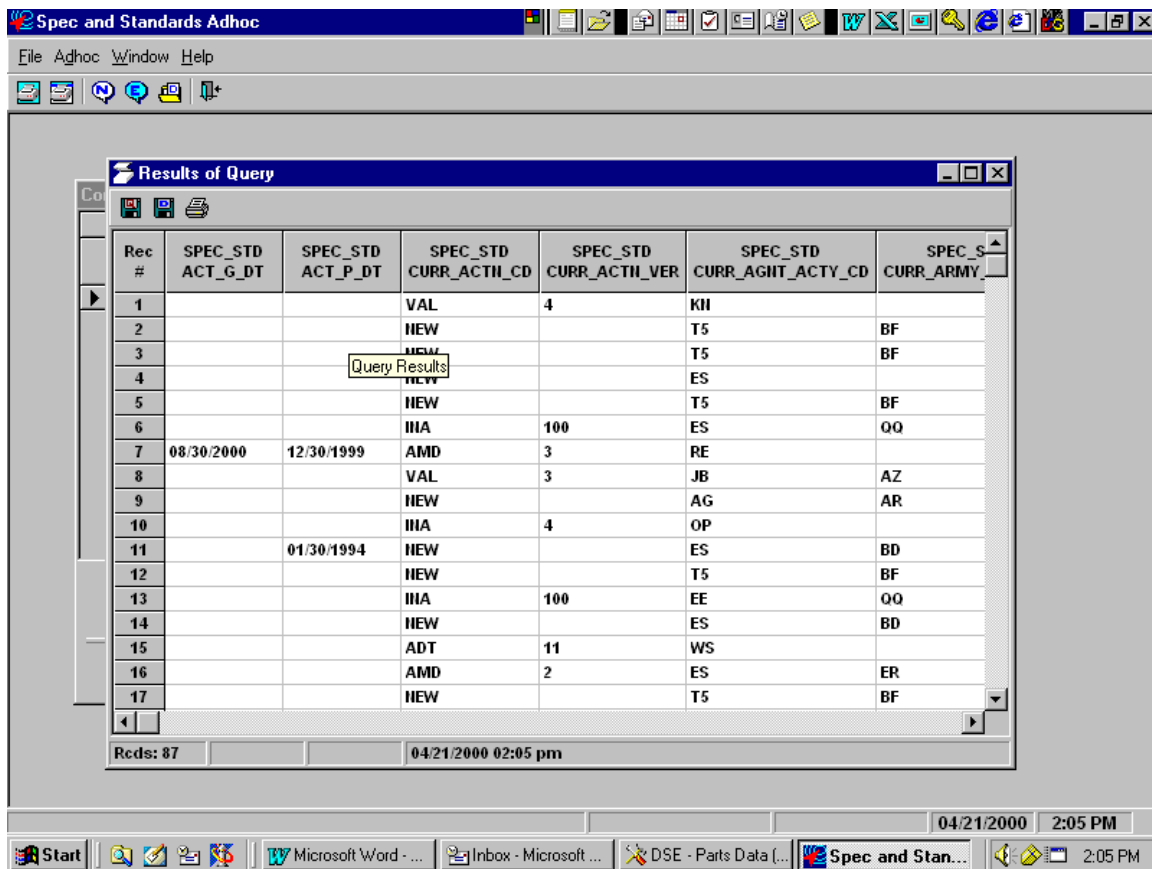 Spec and Standards Adhoc
File Adhoc Window Help
Results of Query
Rec # SPEC_STD ACT_G_DT SPEC_STD ACT_P_DT SPEC_STD CURR_ACTN_CD SPEC_STD CURR_ACTN_VER SPEC_STD CURR_AGNT_ACTY_CD SPEC_S CURR_ARMY_
1 VAL 4 KN
2 NEW T5 BF
3 NEW T5 BF
Query Results
4 NEW ES
5 NEW T5 BF
6 INA 100 ES QQ
7 08/30/2000 12/30/1999 AMD 3 RE
8 VAL 3 JB AZ
9 NEW AG AR
10 INA 4 OP
11 01/30/1994 NEW ES BD
12 NEW T5 BF
13 INA 100 EE QQ
14 NEW ES BD
15 ADT 11 WS
16 AMD 2 ES ER
17 NEW T5 BF
Rcds: 87 04/21/2000 02:05 pm
04/21/2000 2:05 PM
Start Microsoft Word - ... Inbox - Microsoft ... DSE - Parts Data (... Spec and Stan... 2:05 PM